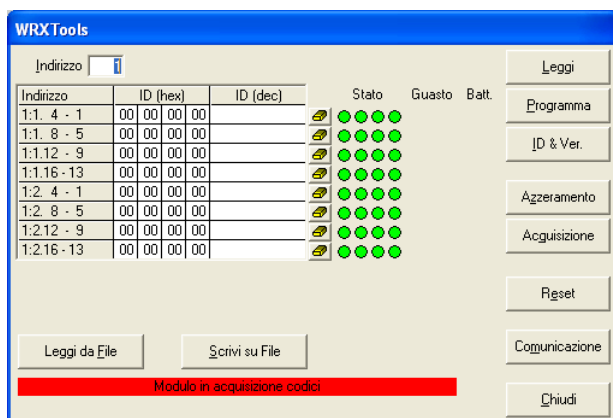 WRXTools
Indirizzo 1
Leggi
Indirizzo ID (hex) ID (dec) Stato Guasto Batt.
1:1. 4 - 1 00 00 00 00
Programma
1:1. 8 - 5 00 00 00 00
1:1.12 - 9 00 00 00 00
ID & Ver.
1:1.16 - 13 00 00 00 00
1:2. 4 - 1 00 00 00 00
Azzeramento
1:2. 8 - 5 00 00 00 00
1:2.12 - 9 00 00 00 00
Acquisizione
1:2.16 - 13 00 00 00 00
Reset
Leggi da File Scrivi su File Comunicazione
Modulo in acquisizione codici
Chiudi